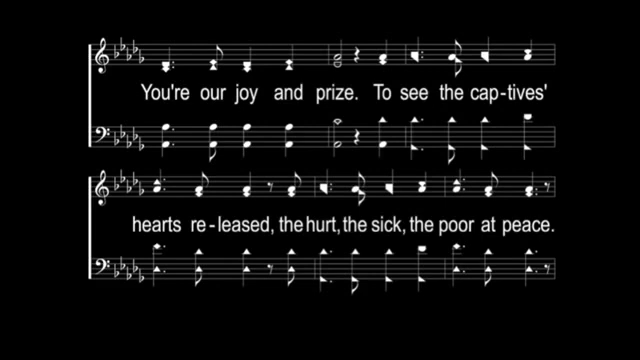 You're our joy and prize. To see the cap-tives'
hearts re-leased, the hurt, the sick, the poor at peace.